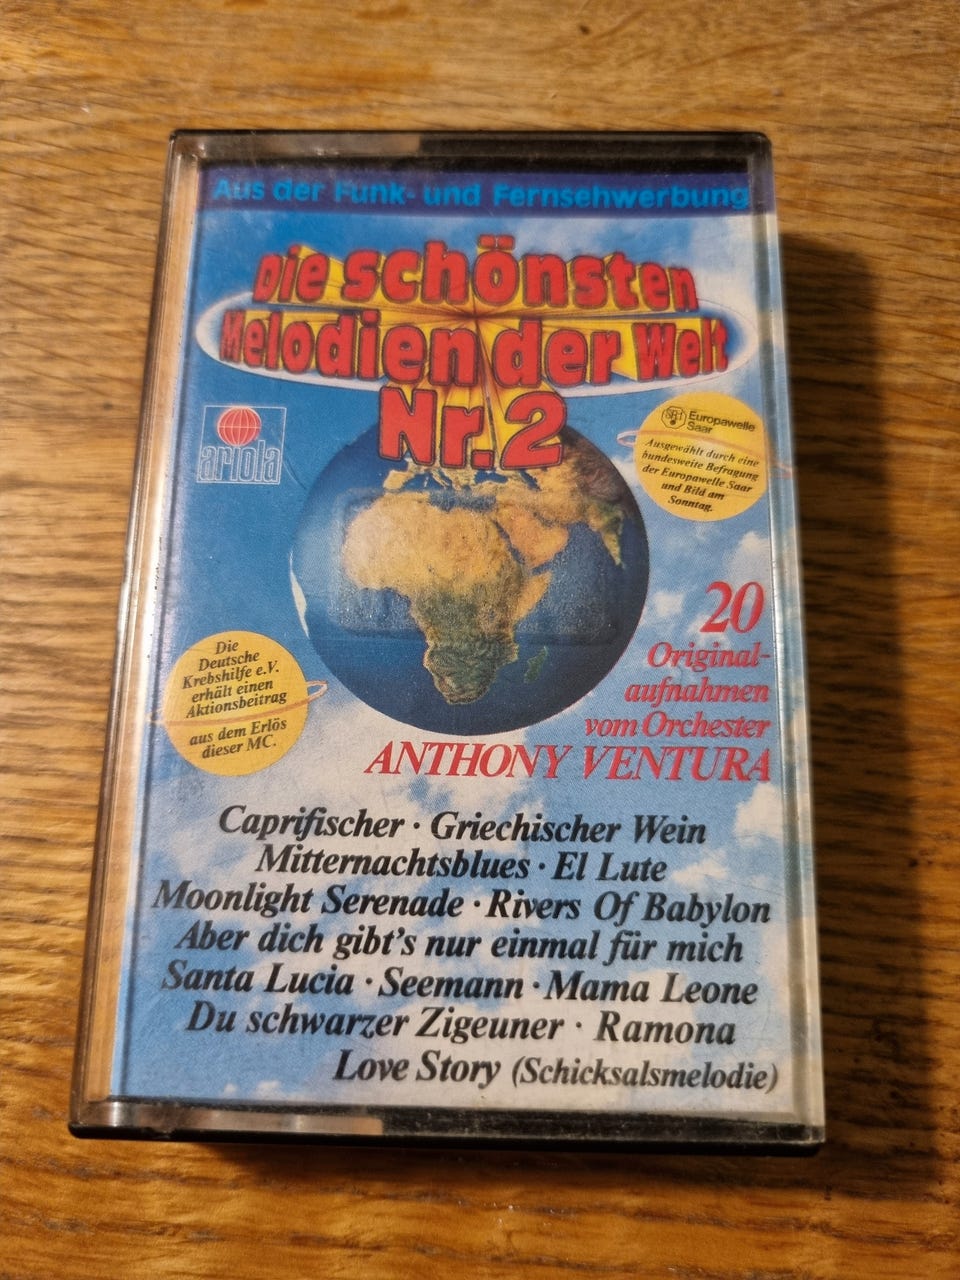 Aus der Funk- und Fernsehwerbung
Die schönsten
Melodien der Welt
Nr. 2
ariola
SR1 Europawelle
Saar
Ausgewählt durch eine
bundesweite Befragung
der Europawelle Saar
und Bild am
Sonntag.
20
Original-
aufnahmen
vom Orchester
ANTHONY VENTURA
Die
Deutsche
Krebshilfe e.V.
erhält einen
Aktionsbeitrag
aus dem Erlös
dieser MC.
Caprifischer · Griechischer Wein
Mitternachtsblues · El Lute
Moonlight Serenade · Rivers Of Babylon
Aber dich gibt's nur einmal für mich
Santa Lucia · Seemann · Mama Leone
Du schwarzer Zigeuner · Ramona
Love Story (Schicksalsmelodie)